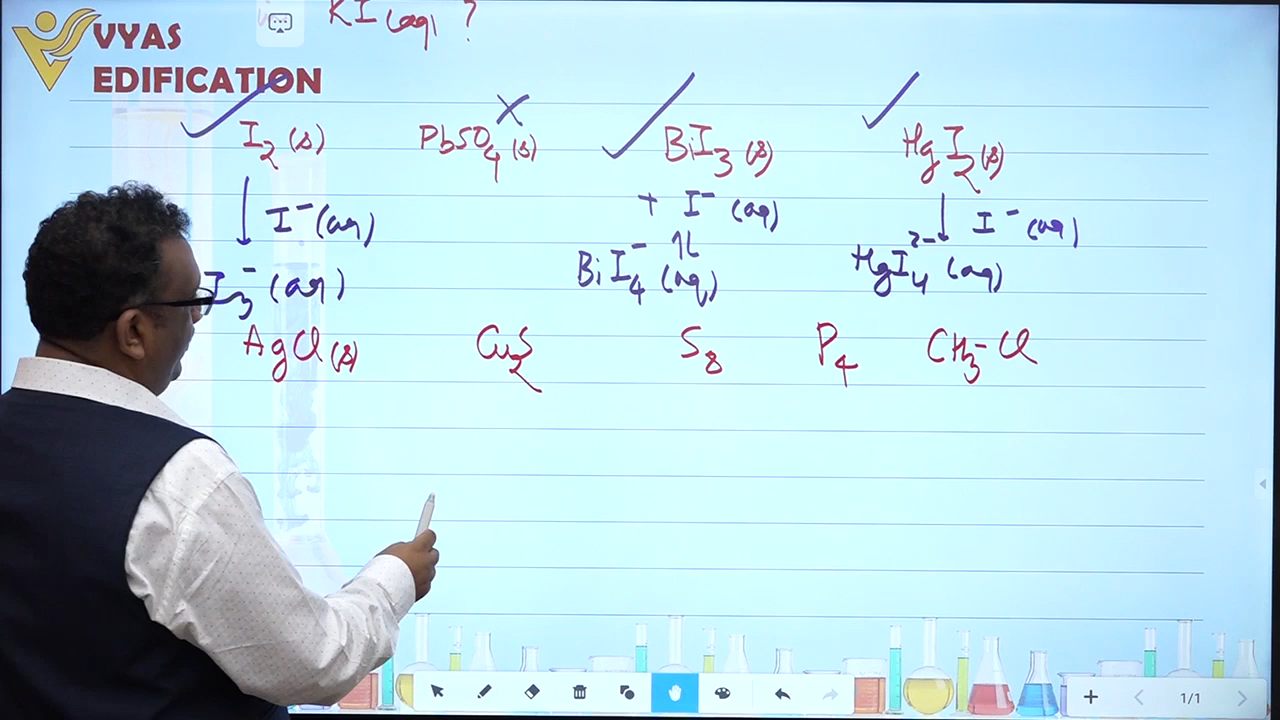 KI(aq) ?
VYAS
EDIFICATION
I₂(s) PbSO₄(s) BiI₃(s) HgI₂(s)
I⁻(aq) + I⁻(aq) I⁻(aq)
I₃⁻(aq) BiI₄⁻(aq) HgI₄²⁻(aq)
AgCl(s) Cu₂S S₈ P₄ CH₃-Cl
1/1